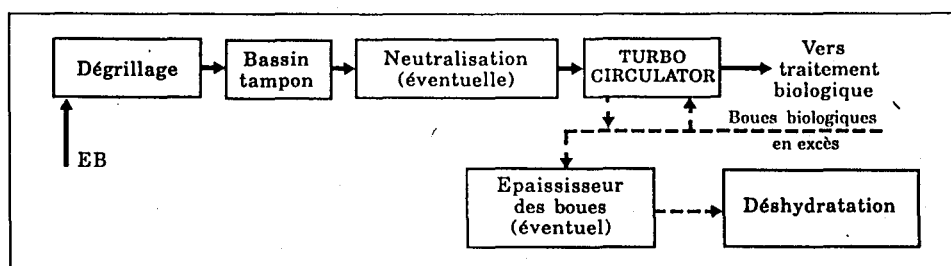 Dégrillage
Bassin
tampon
Neutralisation
(éventuelle)
TURBO
CIRCULATOR
Vers
traitement
biologique
Boues biologiques
en excès
EB
Epaississeur
des boues
(éventuel)
Déshydratation